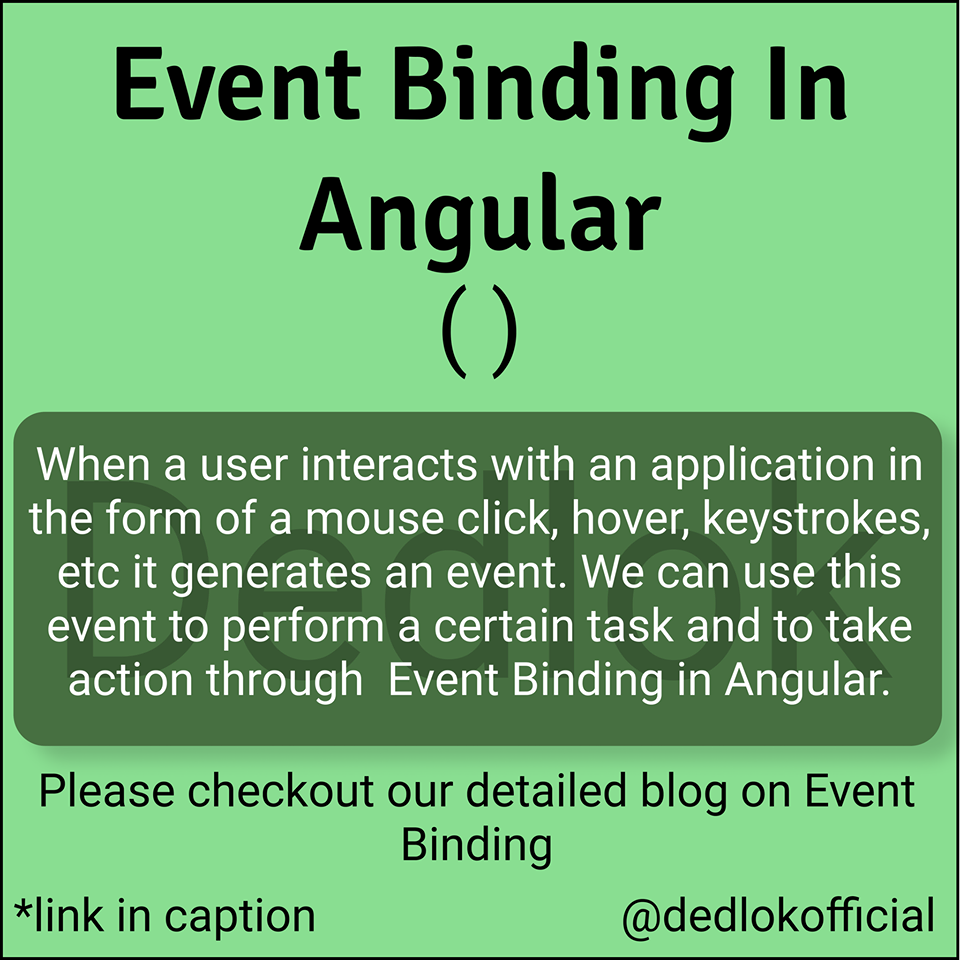 Event Binding In
Angular
( )
When a user interacts with an application in
the form of a mouse click, hover, keystrokes,
etc it generates an event. We can use this
event to perform a certain task and to take
action through  Event Binding in Angular.
Dedlok
Please checkout our detailed blog on Event
Binding
*link in caption
@dedlokofficial